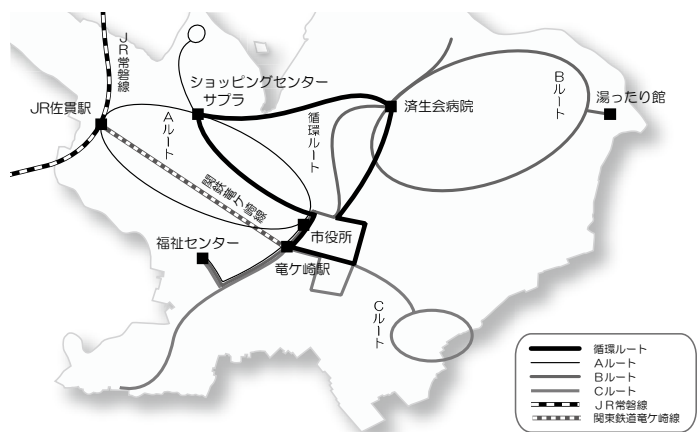 JR常磐線
JR佐貫駅
ショッピングセンター
サプラ
Aルート
循環ルート
済生会病院
Bルート
湯ったり館
関鉄竜ケ崎線
福祉センター
市役所
竜ケ崎駅
Cルート
循環ルート
Aルート
Bルート
Cルート
JR常磐線
関東鉄道竜ケ崎線